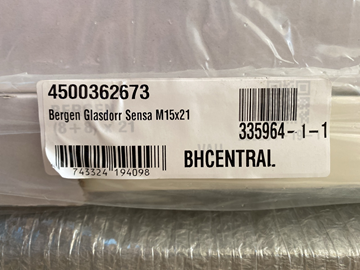 4500362673
Bergen Glasdorr Sensa M15x21
335964-1-1
BHCENTRAL
743324 194098